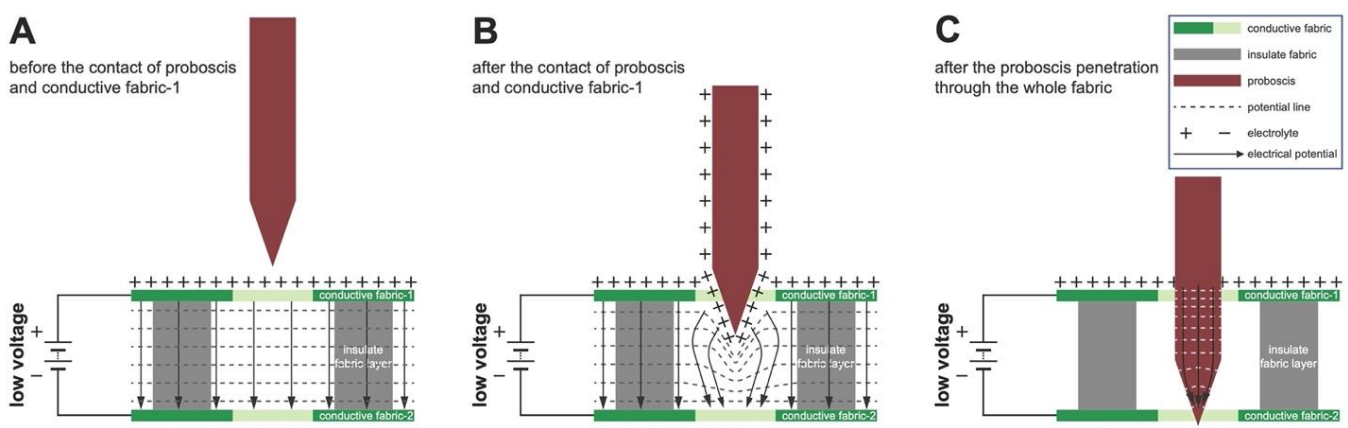 A
before the contact of proboscis
and conductive fabric-1
low voltage
+
−
conductive fabric-1
insulate
fabric layer
conductive fabric-2
B
after the contact of proboscis
and conductive fabric-1
low voltage
+
−
conductive fabric-1
insulate
fabric layer
conductive fabric-2
C
after the proboscis penetration
through the whole fabric
low voltage
+
−
conductive fabric-1
insulate
fabric layer
conductive fabric-2
conductive fabric
insulate fabric
proboscis
potential line
+ − electrolyte
electrical potential